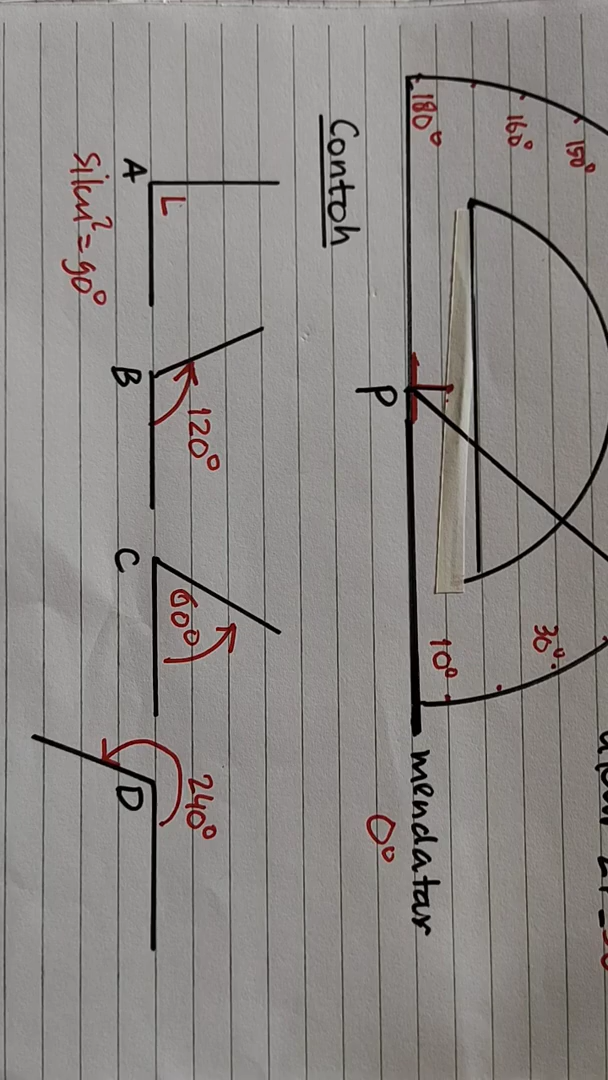 150°
30°
160°
10°
180°
mendatar
P
0°
Contoh
L
120°
60°
240°
A
B
C
D
siku² = 90°